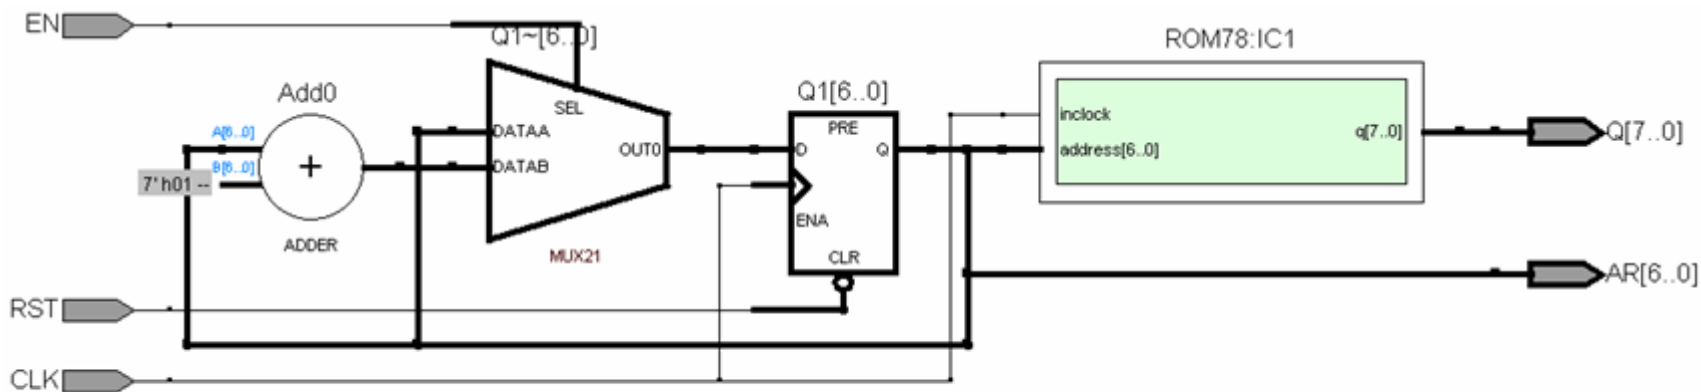 EN
Q1~[6..0]
ROM78:IC1
Add0
SEL
Q1[6..0]
PRE
inclock
A[6..0]
DATAA
q[7..0]
Q[7..0]
OUT0
D
Q
address[6..0]
B[6..0]
+
DATAB
7'h01 --
ENA
ADDER
MUX21
CLR
AR[6..0]
RST
CLK